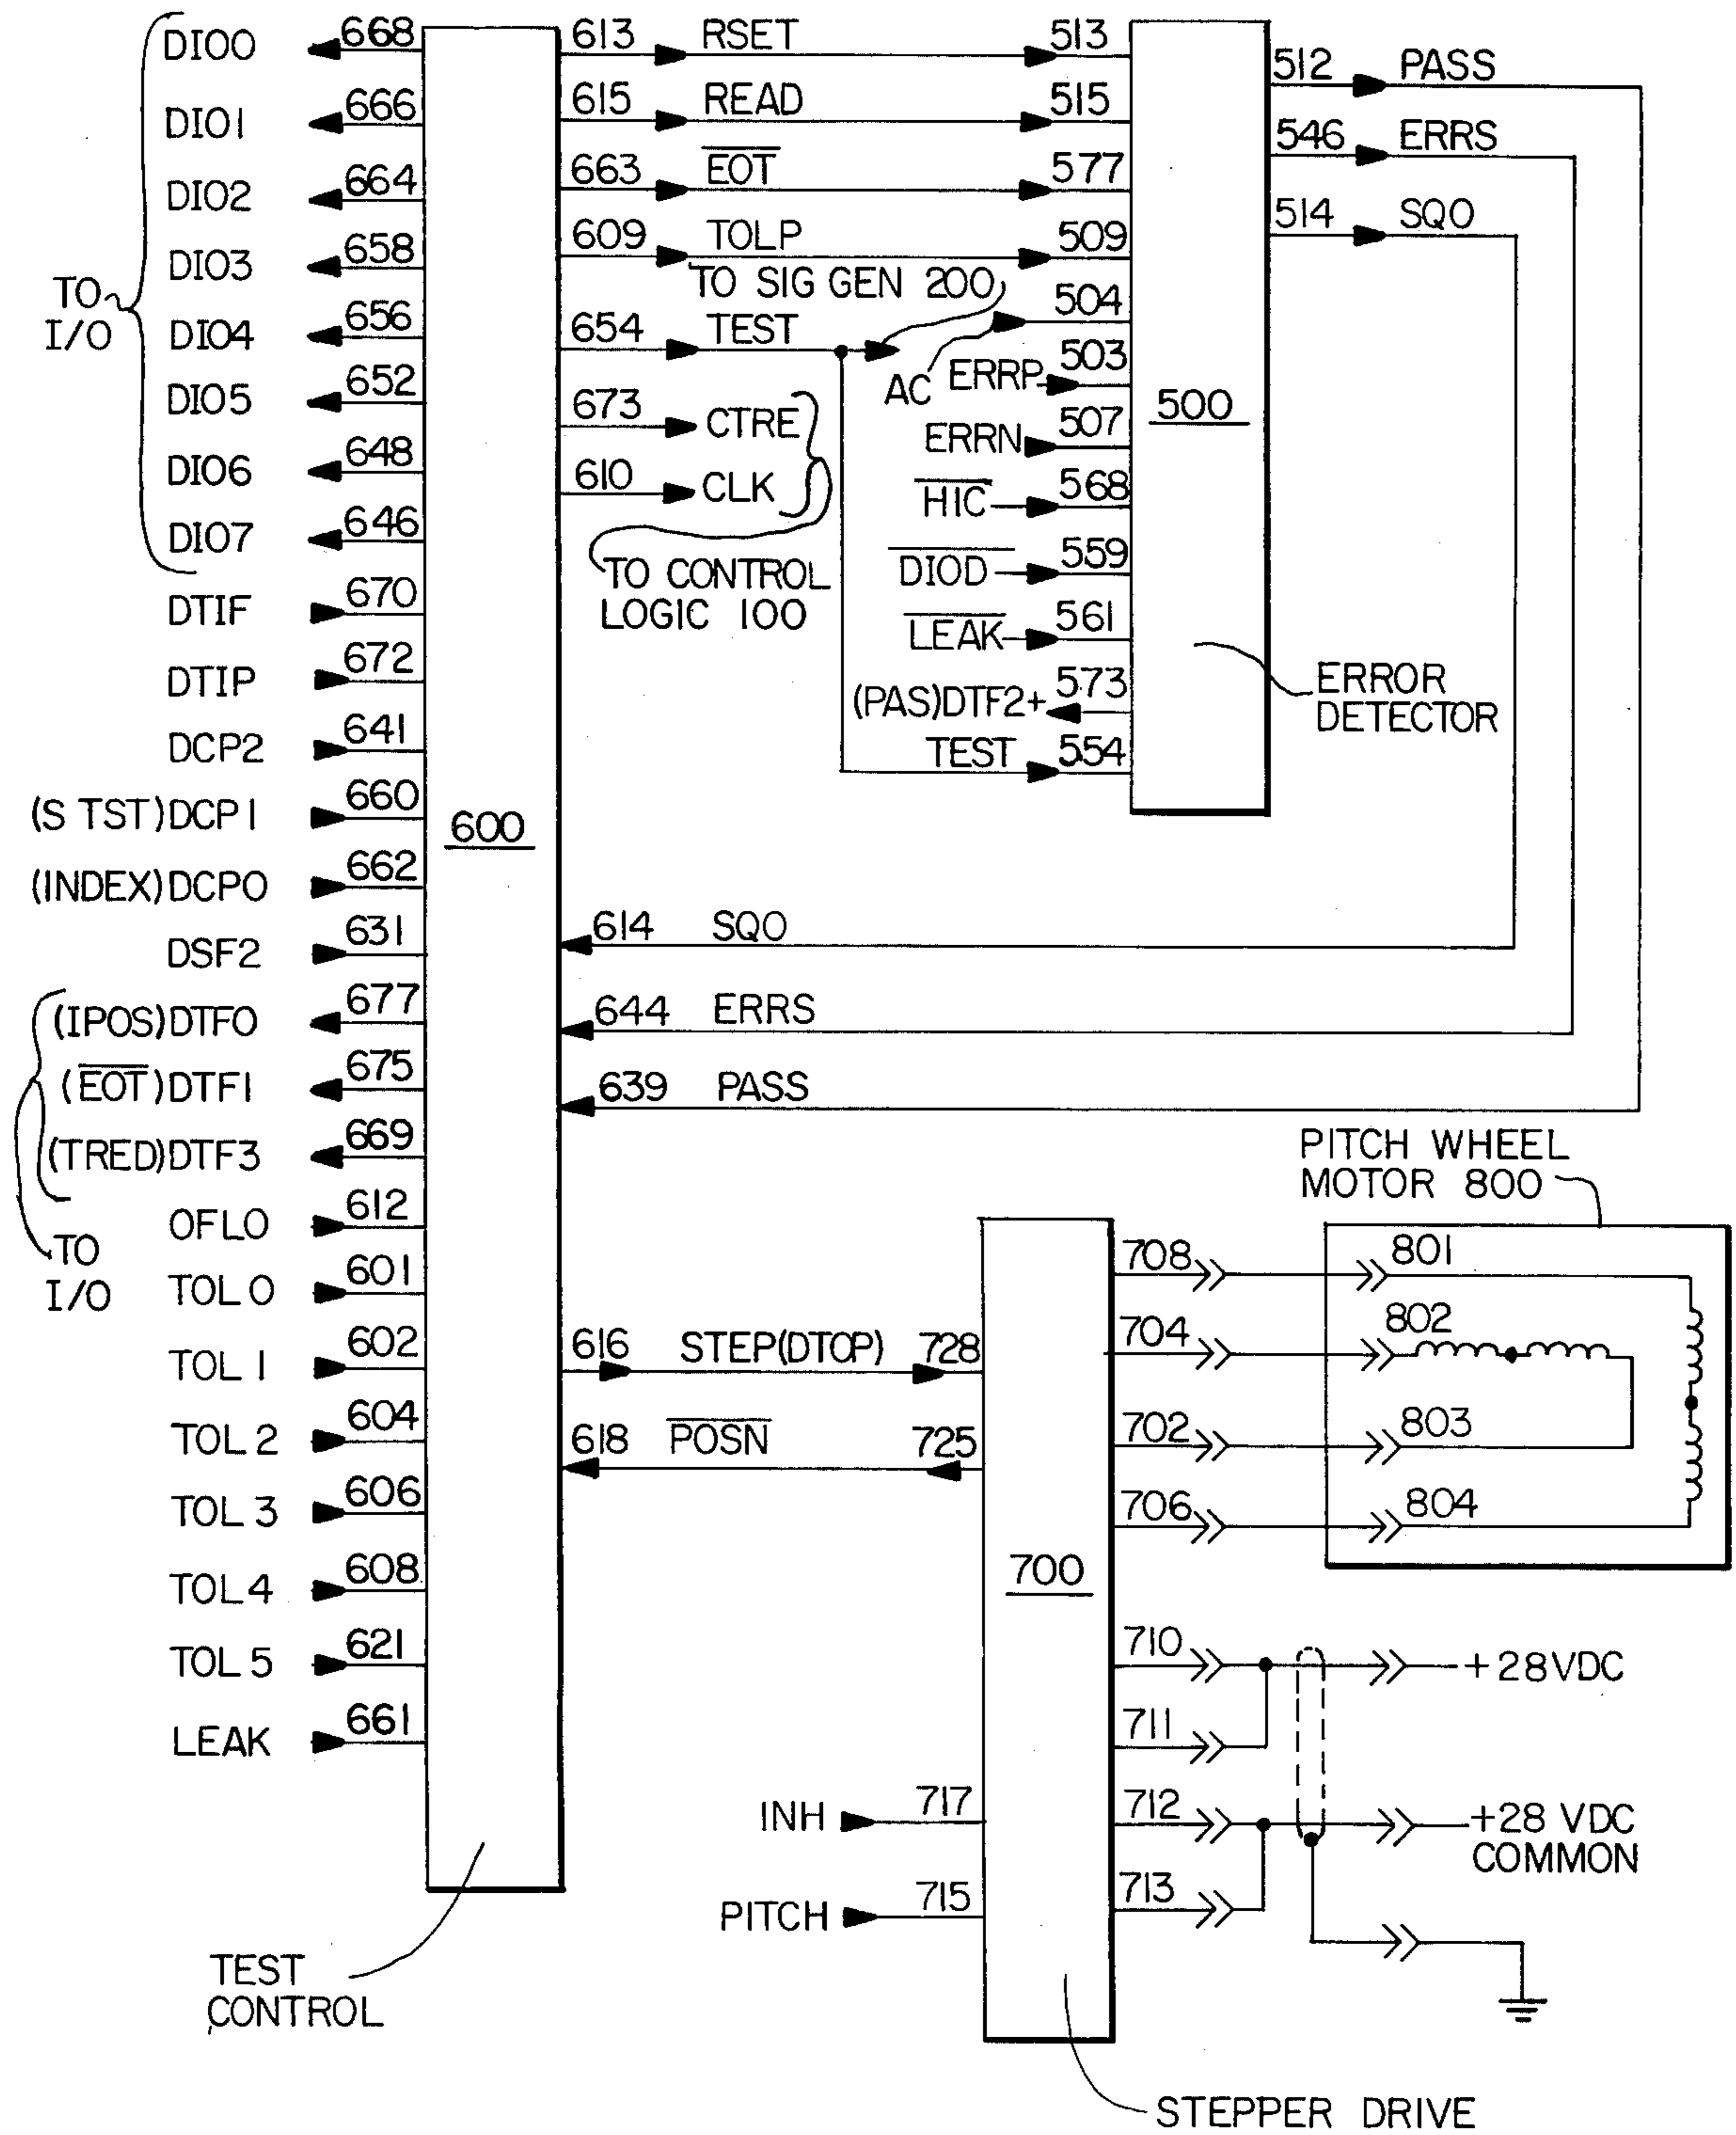 TO I/O
DIO0 668
DIO1 666
DIO2 664
DIO3 658
DIO4 656
DIO5 652
DIO6 648
DIO7 646
DTIF 670
DTIP 672
DCP2 641
(S TST)DCP1 660
(INDEX)DCP0 662
DSF2 631
(IPOS)DTF0 677
(E̅O̅T̅)DTF1 675
(TRED)DTF3 669
TO I/O
OFLO 612
TOL 0 601
TOL 1 602
TOL 2 604
TOL 3 606
TOL 4 608
TOL 5 621
LEAK 661
600
TEST
CONTROL
613 RSET 513
615 READ 515
663 E̅O̅T̅ 577
609 TOLP 509
TO SIG GEN 200
654 TEST
673 CTRE
610 CLK
TO CONTROL
LOGIC 100
AC 504
ERRP 503
ERRN 507
H̅I̅C̅ 568
D̅I̅O̅D̅ 559
L̅E̅A̅K̅ 561
(PAS)DTF2+ 573
TEST 554
500
ERROR
DETECTOR
512 PASS
546 ERRS
514 SQO
614 SQO
644 ERRS
639 PASS
616 STEP(DTOP) 728
618 P̅O̅S̅N̅ 725
INH 717
PITCH 715
700
STEPPER DRIVE
PITCH WHEEL
MOTOR 800
708 801
704 802
702 803
706 804
710 +28VDC
711
712 +28 VDC
COMMON
713